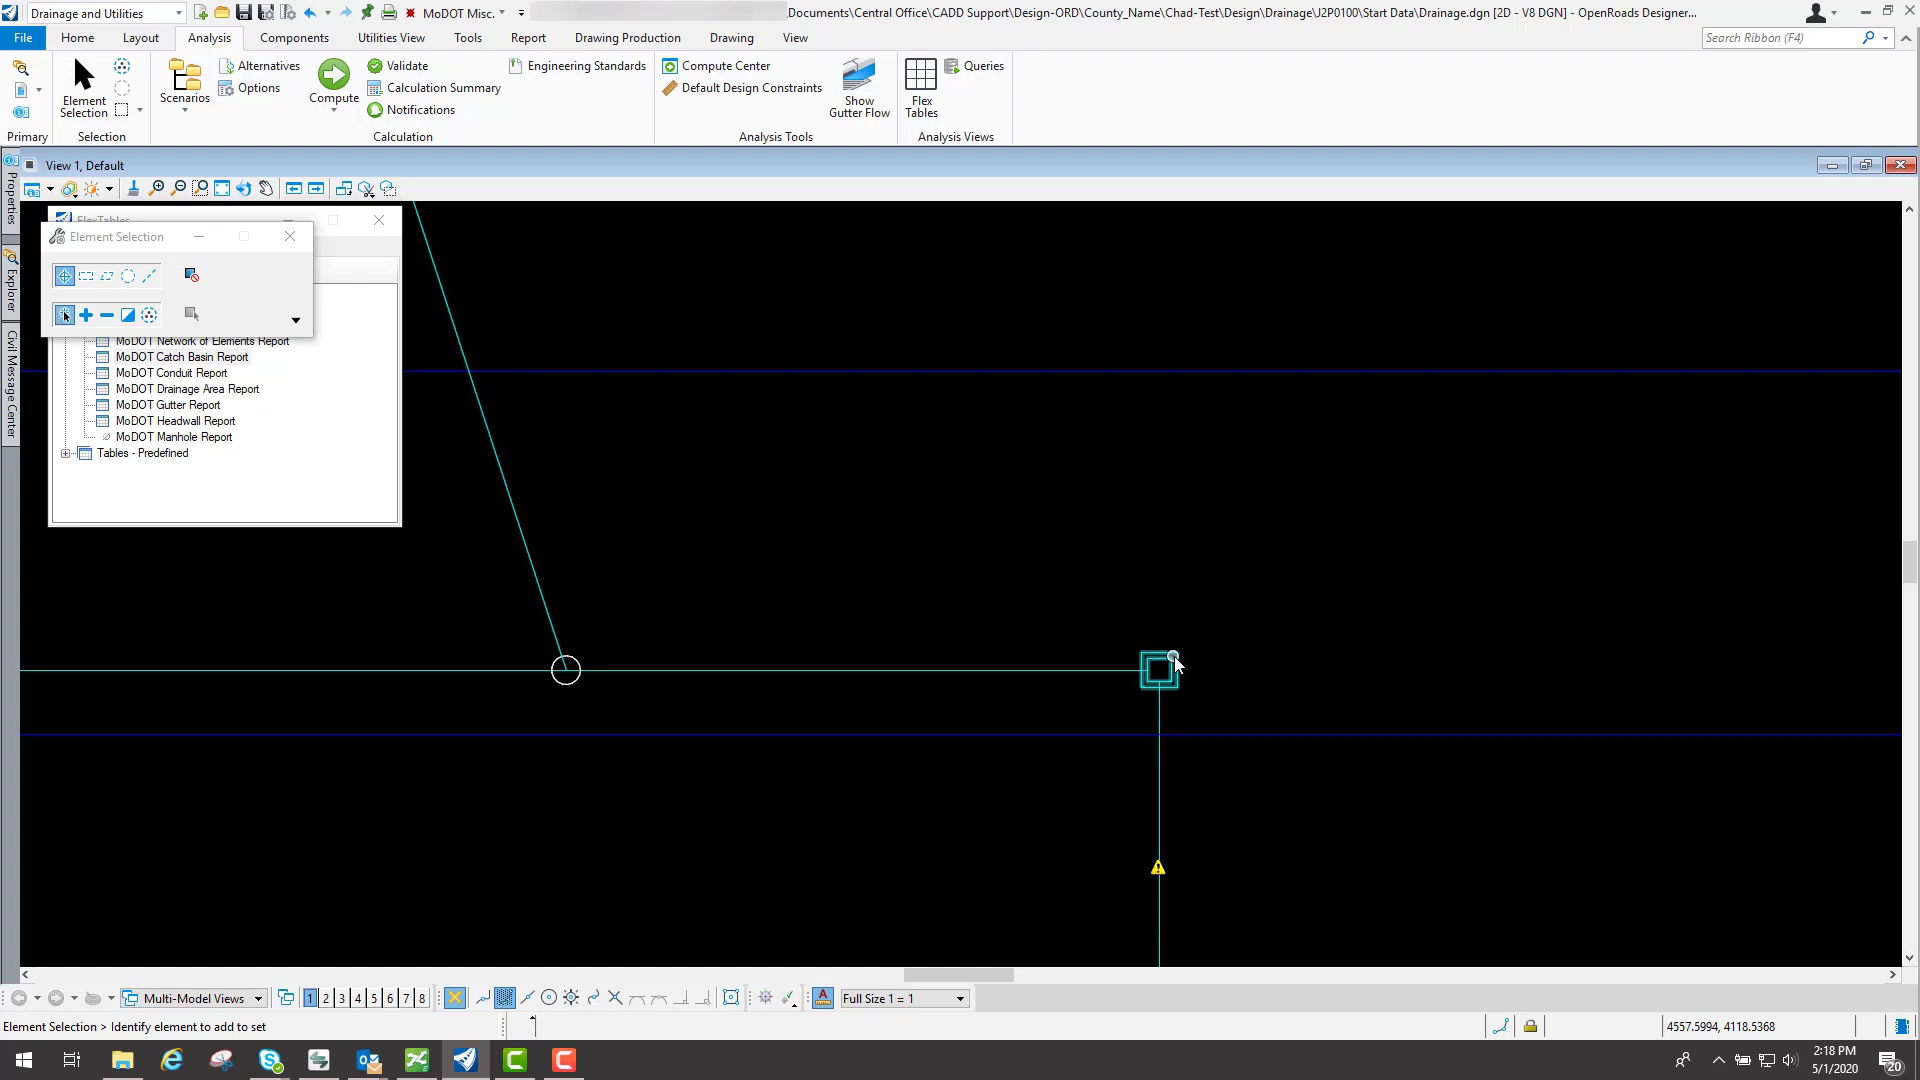 Drainage and Utilities
MoDOT Misc.
:Documents\Central Office\CADD Support\Design-ORD\County_Name\Chad-Test\Design\Drainage\J2P0100\Start Data\Drainage.dgn [2D - V8 DGN] - OpenRoads Designer...
File Home Layout Analysis Components Utilities View Tools Report Drawing Production Drawing View
Search Ribbon (F4)
Element Selection
Scenarios
Alternatives
Options
Compute
Validate
Calculation Summary
Notifications
Engineering Standards
Compute Center
Default Design Constraints
Show Gutter Flow
Flex Tables
Queries
Primary Selection Calculation Analysis Tools Analysis Views
View 1, Default
Properties
Explorer
Civil Message Center
FlexTables
Element Selection
MoDOT Network of Elements Report
MoDOT Catch Basin Report
MoDOT Conduit Report
MoDOT Drainage Area Report
MoDOT Gutter Report
MoDOT Headwall Report
MoDOT Manhole Report
Tables - Predefined
Multi-Model Views 1 2 3 4 5 6 7 8 Full Size 1 = 1
Element Selection > Identify element to add to set
4557.5994, 4118.5368
2:18 PM
5/1/2020
20